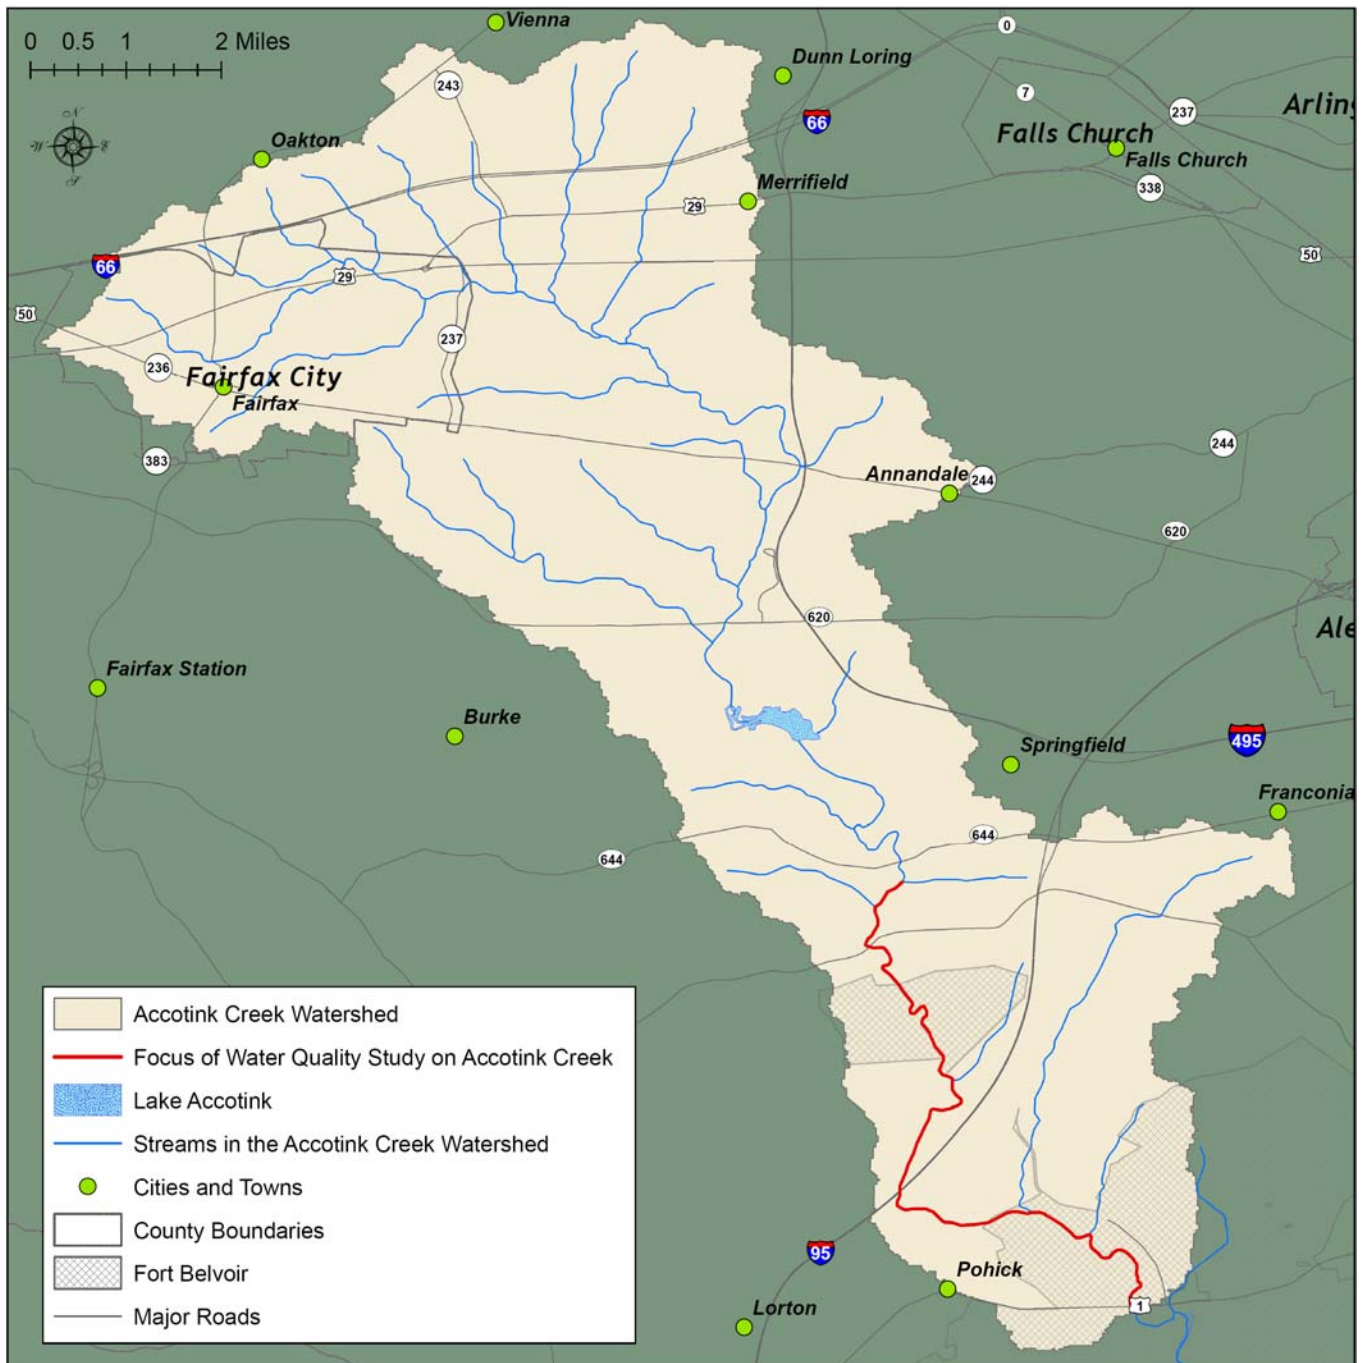 Vienna
0 0.5 1 2 Miles
0
Dunn Loring
243
7
66
237
Arling
N
W E
S
Oakton
Falls Church
Falls Church
338
Merrifield
29
50
66
29
50
237
236
Fairfax City
Fairfax
383
244
Annandale
244
620
620
Ale
Fairfax Station
Burke
Springfield
495
Franconia
644
644
Accotink Creek Watershed
Focus of Water Quality Study on Accotink Creek
Lake Accotink
Streams in the Accotink Creek Watershed
Cities and Towns
County Boundaries
Fort Belvoir
Major Roads
95
Pohick
1
Lorton